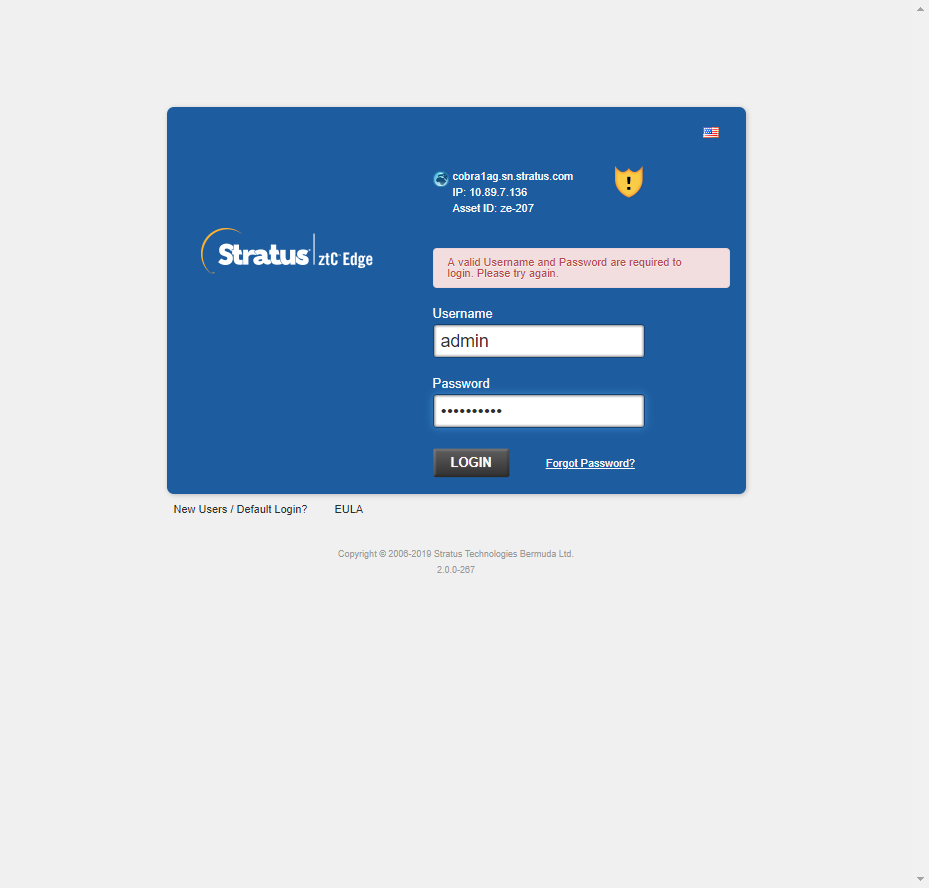 cobra1ag.sn.stratus.com
IP: 10.89.7.136
Asset ID: ze-207
Stratus ztC Edge
A valid Username and Password are required to
login. Please try again.
Username
admin
Password
••••••••••
LOGIN
Forgot Password?
New Users / Default Login?
EULA
Copyright © 2006-2019 Stratus Technologies Bermuda Ltd.
2.0.0-267